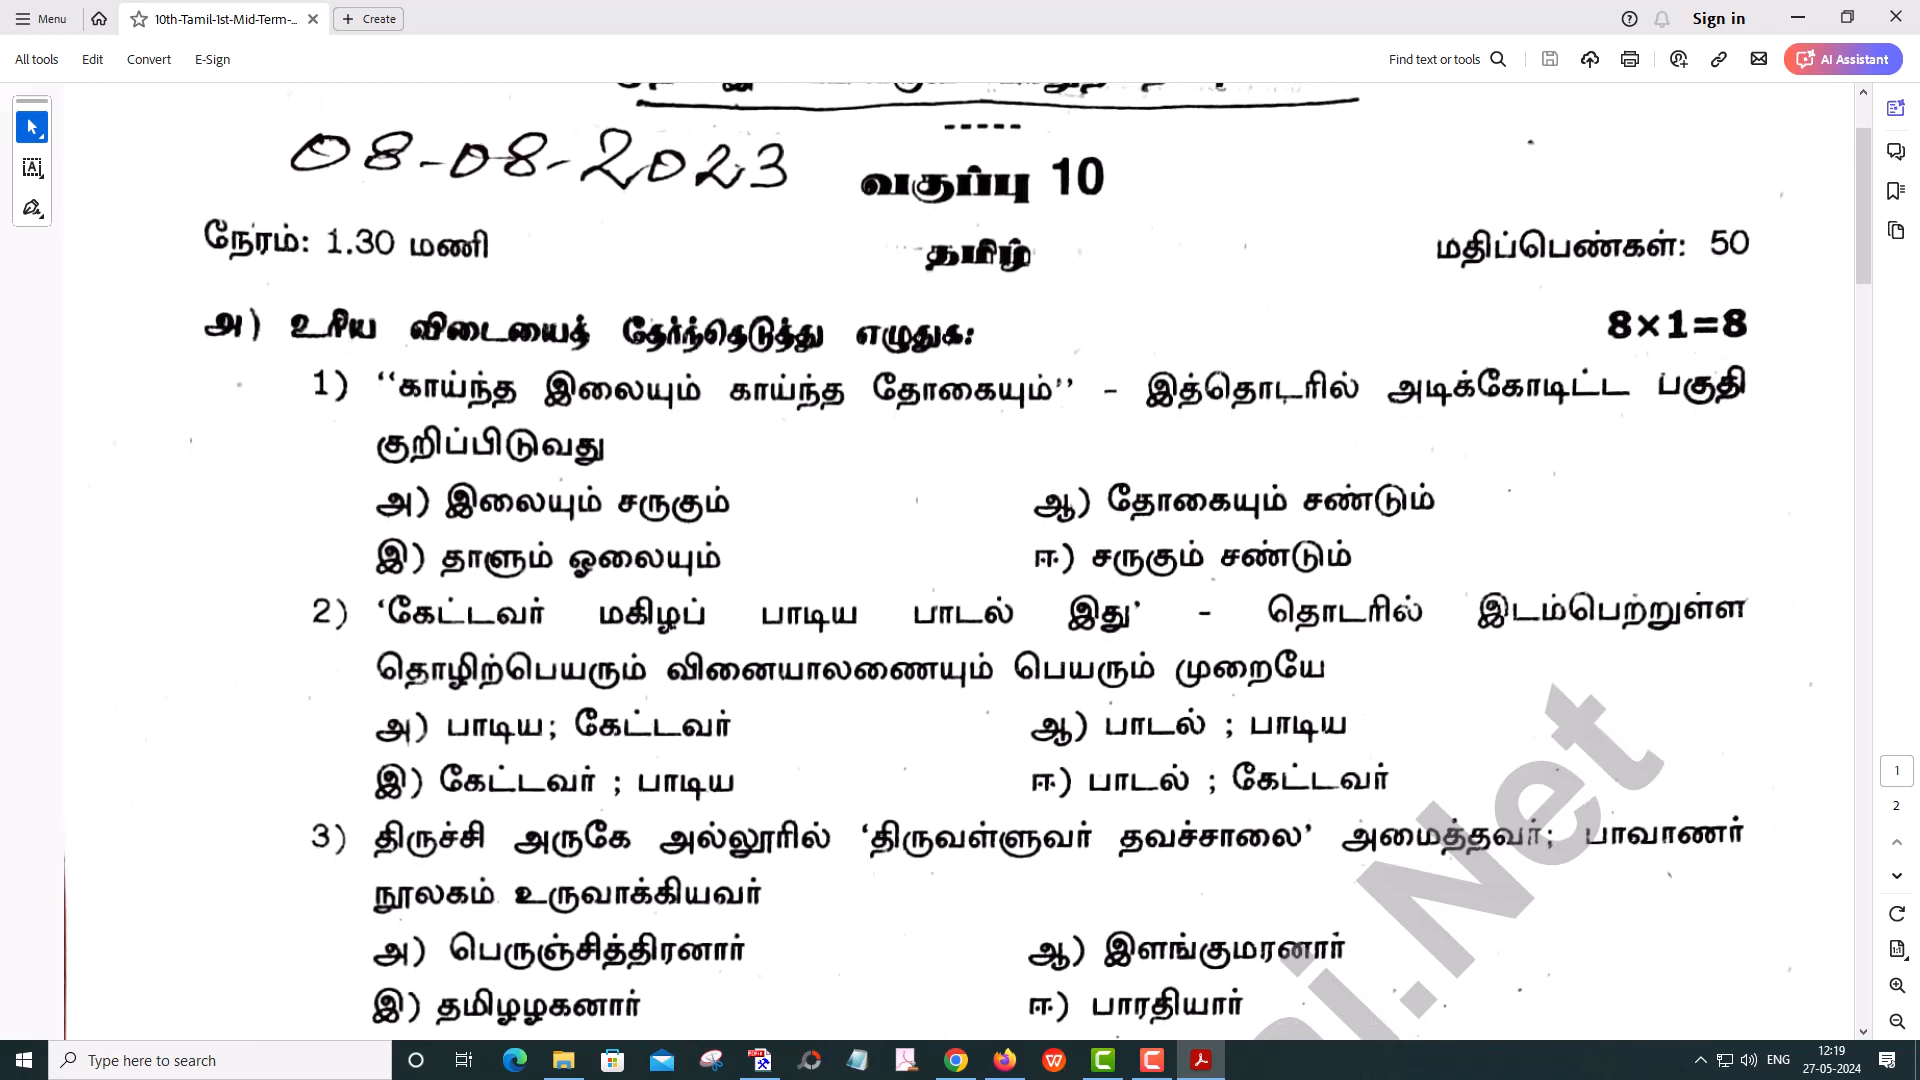 Menu
10th-Tamil-1st-Mid-Term-...
Create
Sign in
All tools Edit Convert E-Sign
Find text or tools
AI Assistant
-----
08-08-2023
வகுப்பு 10
நேரம்: 1.30 மணி
தமிழ்
மதிப்பெண்கள்: 50
அ) உரிய விடையைத் தேர்ந்தெடுத்து எழுதுக: 8×1=8
1) "காய்ந்த இலையும் காய்ந்த தோகையும்" - இத்தொடரில் அடிக்கோடிட்ட பகுதி
குறிப்பிடுவது
அ) இலையும் சருகும் ஆ) தோகையும் சண்டும்
இ) தாளும் ஓலையும் ஈ) சருகும் சண்டும்
2) 'கேட்டவர் மகிழப் பாடிய பாடல் இது' - தொடரில் இடம்பெற்றுள்ள
தொழிற்பெயரும் வினையாலணையும் பெயரும் முறையே
அ) பாடிய; கேட்டவர் ஆ) பாடல் ; பாடிய
இ) கேட்டவர் ; பாடிய ஈ) பாடல் ; கேட்டவர்
3) திருச்சி அருகே அல்லூரில் 'திருவள்ளுவர் தவச்சாலை' அமைத்தவர்; பாவாணர்
நூலகம் உருவாக்கியவர்
அ) பெருஞ்சித்திரனார் ஆ) இளங்குமரனார்
இ) தமிழழகனார் ஈ) பாரதியார்
i.Net
1
2
Type here to search
ENG
12:19
27-05-2024